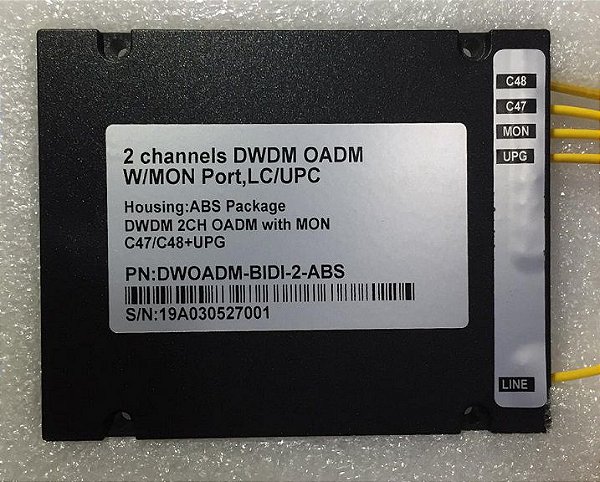 2 channels DWDM OADM
W/MON Port,LC/UPC
Housing:ABS Package
DWDM 2CH OADM with MON
C47/C48+UPG
PN:DWOADM-BIDI-2-ABS
S/N:19A030527001
C48
C47
MON
UPG
LINE